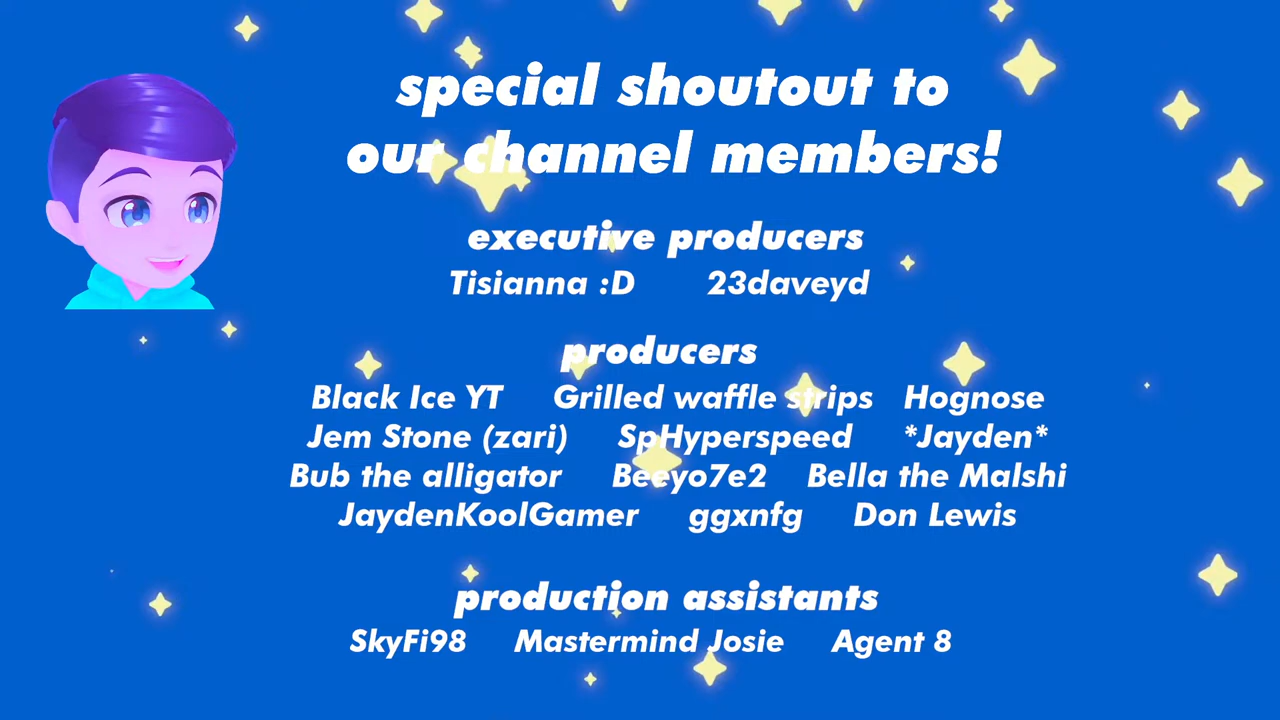 special shoutout to
our channel members!
executive producers
Tisianna :D 23daveyd
producers
Black Ice YT Grilled waffle strips Hognose
Jem Stone (zari) SpHyperspeed *Jayden*
Bub the alligator Beeyo7e2 Bella the Malshi
JaydenKoolGamer ggxnfg Don Lewis
production assistants
SkyFi98 Mastermind Josie Agent 8